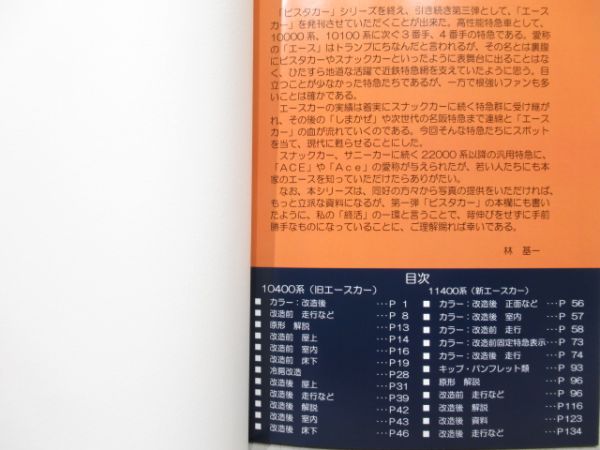 「ビスタカー」シリーズを終え、引き続き第三弾として、「エース
カー」を発刊させていただくことが出来た。高性能特急車として、
10000系、10100系に次ぐ3番手、4番手の特急である。愛称
の「エース」はトランプにちなんだと言われるが、その名とは裏腹
にビスタカーやスナックカーといったように表舞台に出ることはな
く、ひたすら地道な活躍で近鉄特急網を支えていたように思う。目
立つことが少なかった特急たちであるが、一方で根強いファンも多
いことは確かである。
エースカーの実績は着実にスナックカーに続く特急群に受け継が
れ、その後の「しまかぜ」や次世代の名阪特急まで連綿と「エース
カー」の血が流れていくのである。今回そんな特急たちにスポット
を当て、現代に甦らせることにした。
スナックカー、サニーカーに続く22000系以降の汎用特急に、
「ACE」や「Ace」の愛称が与えられたが、若い人たちにも本
家のエースを知っていただけたらありがたい。
なお、本シリーズは、同好の方々から写真の提供をいただければ、
もっと立派な資料になるが、第一弾「ビスタカー」の本欄にも書い
たように、私の「終活」の一環と言うことで、背伸びをせずに手前
勝手なものになっていることに、ご理解賜れば幸いである。
林 基一
目次
10400系（旧エースカー）
■ カラー：改造後 …P 1
■ 改造前 走行など …P 8
■ 原形 解説 …P13
■ 改造前 屋上 …P14
■ 改造前 室内 …P16
■ 改造前 床下 …P19
■ 冷房改造 …P28
■ 改造後 屋上 …P31
■ 改造後 走行など …P39
■ 改造後 解説 …P42
■ 改造後 室内 …P43
■ 改造後 床下 …P46
11400系（新エースカー）
■ カラー：改造後 正面など …P 56
■ カラー：改造後 室内 …P 57
■ カラー：改造前 走行 …P 58
■ カラー：改造前固定特急表示…P 73
■ カラー：改造後 走行 …P 74
■ キップ・パンフレット類 …P 93
■ 原形 解説 …P 96
■ 改造前 走行など …P 96
■ 改造後 解説 …P116
■ 改造後 資料 …P123
■ 改造後 走行など …P134